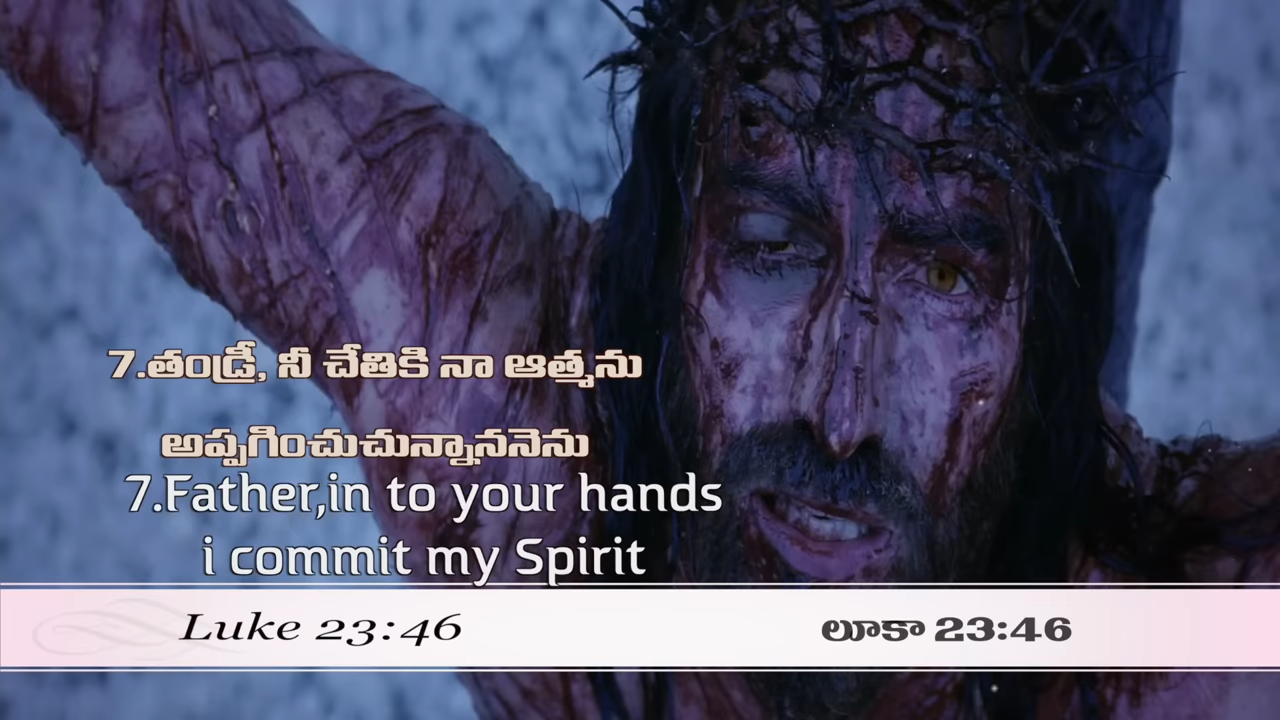 7.తండ్రీ, నీ చేతికి నా ఆత్మను
అప్పగించుచున్నాననెను
7.Father,in to your hands
i commit my Spirit
Luke 23:46
లూకా 23:46